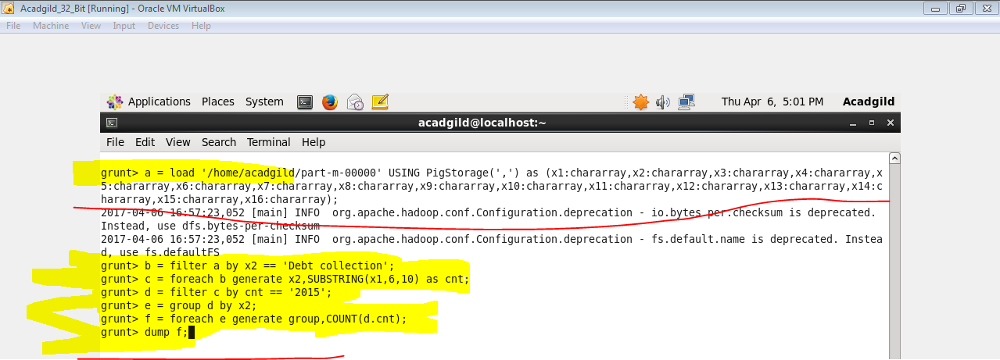 Acadgild_32_Bit [Running] - Oracle VM VirtualBox
File Machine View Input Devices Help
Applications Places System Thu Apr 6, 5:01 PM Acadgild
acadgild@localhost:~
File Edit View Search Terminal Help
grunt> a = load '/home/acadgild/part-m-00000' USING PigStorage(',') as (x1:chararray,x2:chararray,x3:chararray,x4:chararray,x
5:chararray,x6:chararray,x7:chararray,x8:chararray,x9:chararray,x10:chararray,x11:chararray,x12:chararray,x13:chararray,x14:c
hararray,x15:chararray,x16:chararray);
2017-04-06 16:57:23,052 [main] INFO  org.apache.hadoop.conf.Configuration.deprecation - io.bytes.per.checksum is deprecated.
Instead, use dfs.bytes-per-checksum
2017-04-06 16:57:23,052 [main] INFO  org.apache.hadoop.conf.Configuration.deprecation - fs.default.name is deprecated. Instea
d, use fs.defaultFS
grunt> b = filter a by x2 == 'Debt collection';
grunt> c = foreach b generate x2,SUBSTRING(x1,6,10) as cnt;
grunt> d = filter c by cnt == '2015';
grunt> e = group d by x2;
grunt> f = foreach e generate group,COUNT(d.cnt);
grunt> dump f;